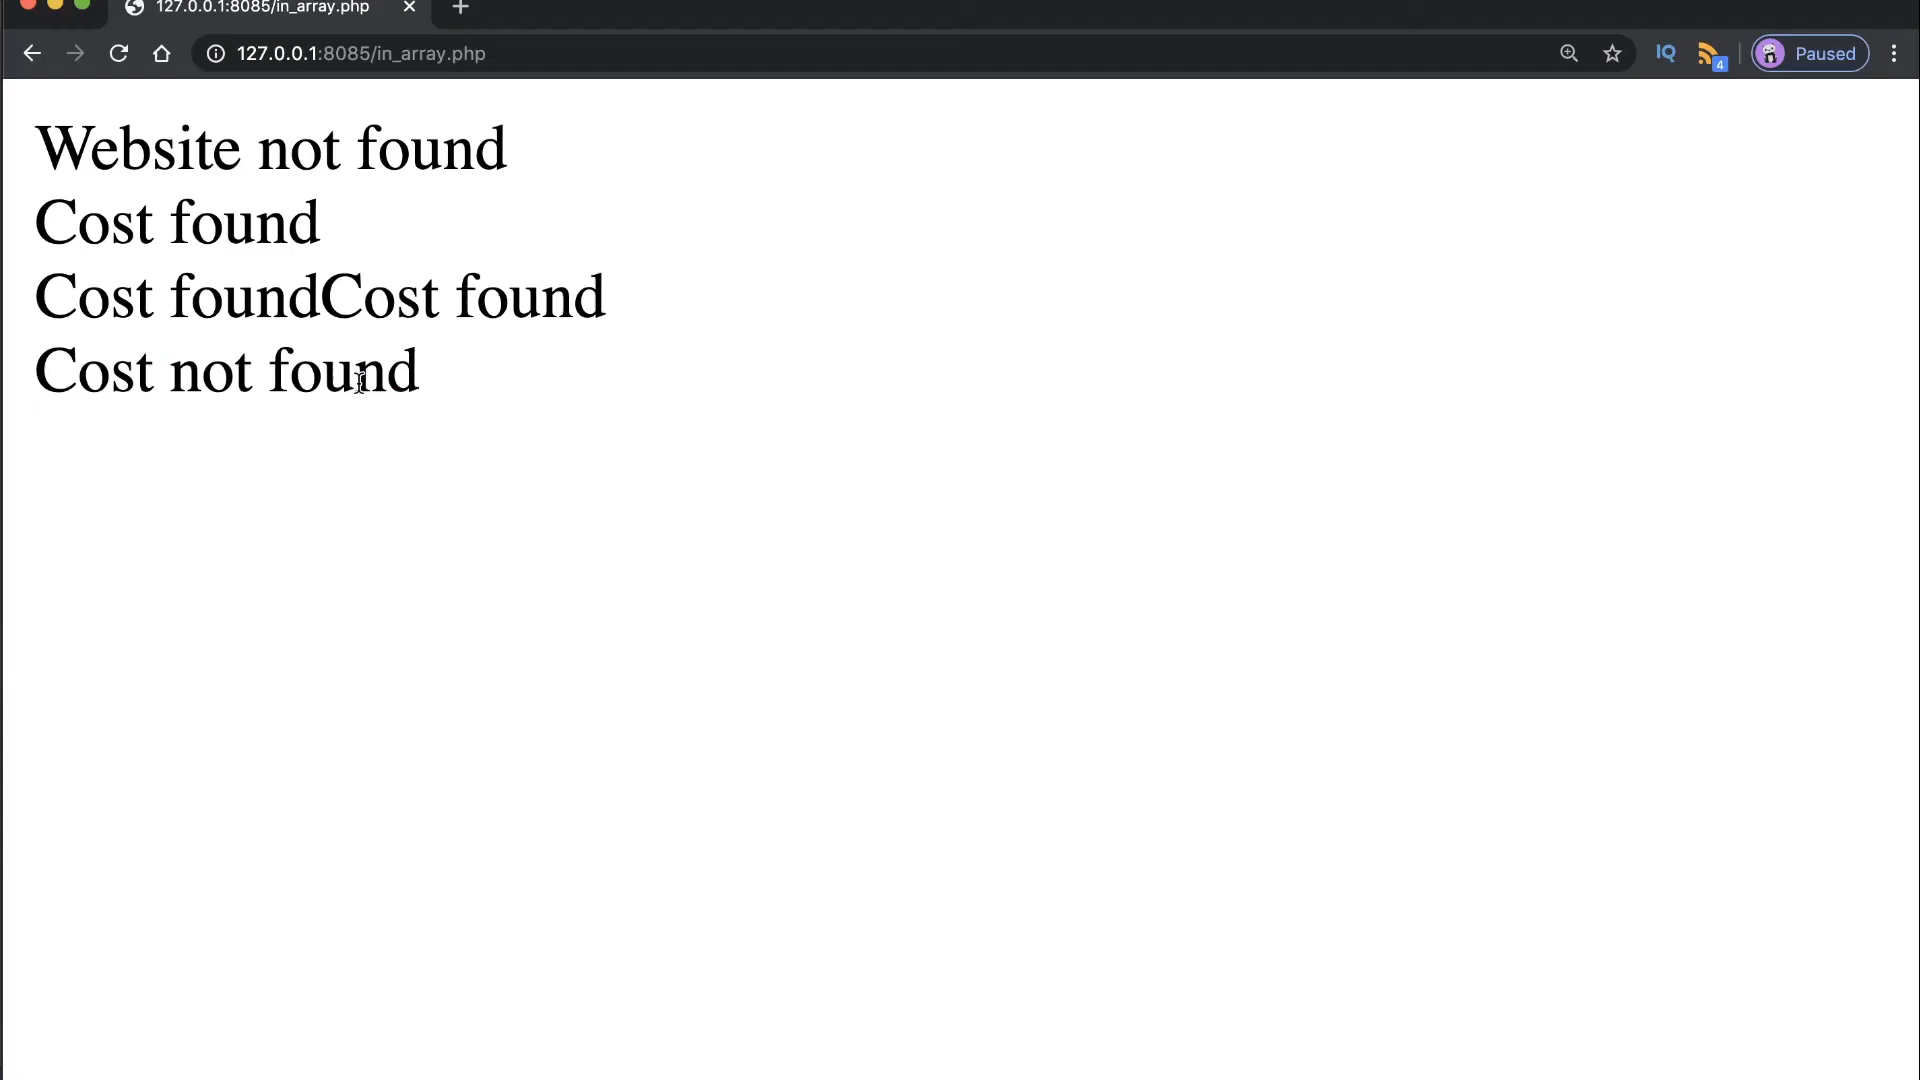 127.0.0.1:8085/in_array.php
127.0.0.1:8085/in_array.php
IQ
4
Paused
Website not found
Cost found
Cost foundCost found
Cost not found